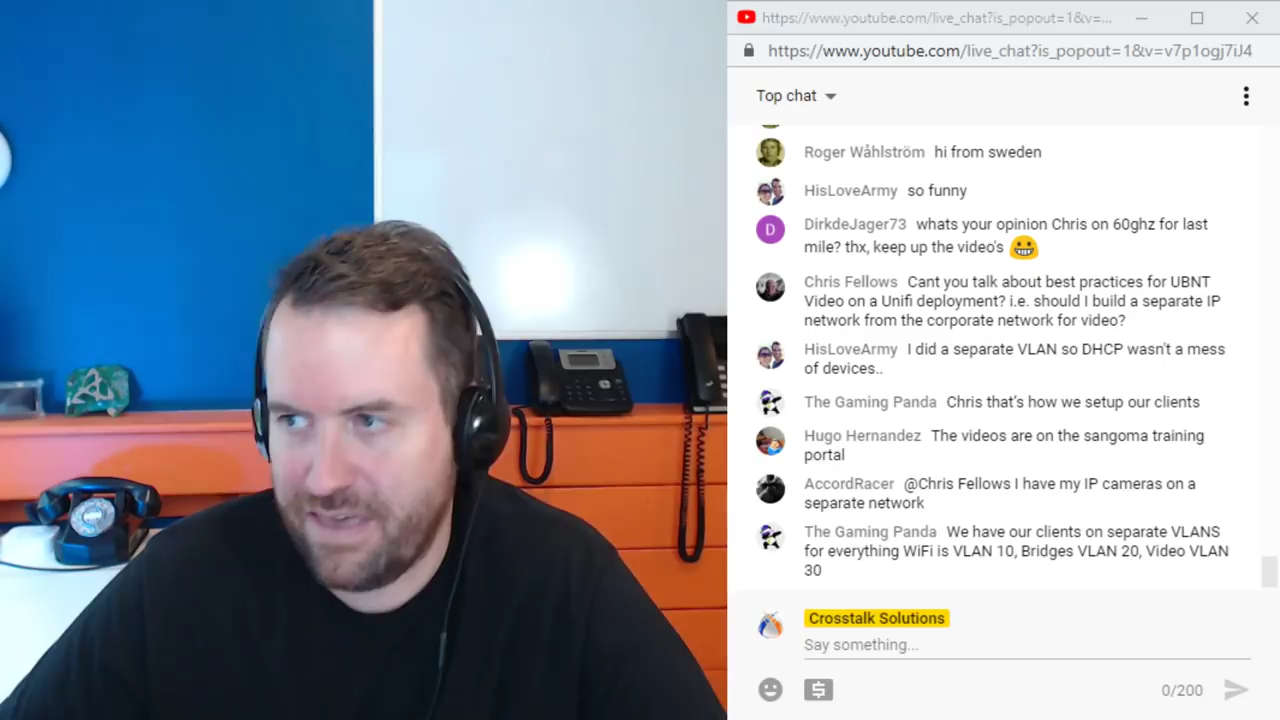 https://www.youtube.com/live_chat?is_popout=1&v=...
https://www.youtube.com/live_chat?is_popout=1&v=v7p1ogj7iJ4
Top chat
Roger Wåhlström hi from sweden
HisLoveArmy so funny
DirkdeJager73 whats your opinion Chris on 60ghz for last
mile? thx, keep up the video's
Chris Fellows Cant you talk about best practices for UBNT
Video on a Unifi deployment? i.e. should I build a separate IP
network from the corporate network for video?
HisLoveArmy I did a separate VLAN so DHCP wasn't a mess
of devices..
The Gaming Panda Chris that's how we setup our clients
Hugo Hernandez The videos are on the sangoma training
portal
AccordRacer @Chris Fellows I have my IP cameras on a
separate network
The Gaming Panda We have our clients on separate VLANS
for everything WiFi is VLAN 10, Bridges VLAN 20, Video VLAN
30
Crosstalk Solutions
Say something...
0/200